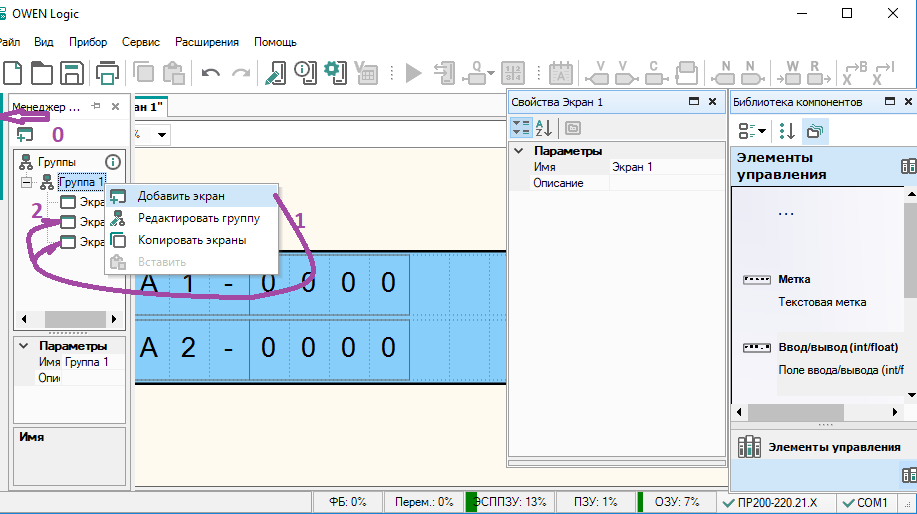 OWEN Logic
Файл Вид Прибор Сервис Расширения Помощь
Менеджер ...
ан 1"
Свойства Экран 1
Библиотека компонентов
0
%
Группы
Группа 1
Экра
2
Экра
Экра
Добавить экран
Редактировать группу
Копировать экраны
Вставить
1
Параметры
Имя Экран 1
Описание
Элементы
управления
...
Метка
Текстовая метка
Ввод/вывод (int/float)
Поле ввода/вывода (int/f
Элементы управления
A 1 - 0 0 0 0
A 2 - 0 0 0 0
Параметры
Имя Группа 1
Опис
Имя
ФБ: 0% Перем.: 0% ЭСППЗУ: 13% ПЗУ: 1% ОЗУ: 7% ПР200-220.21.X COM1